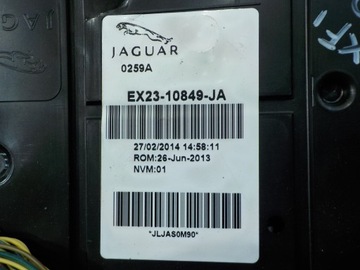 JAGUAR
0259A
EX23-10849-JA
27/02/2014 14:58:11
ROM:26-Jun-2013
NVM:01
*JLJAS0M90*